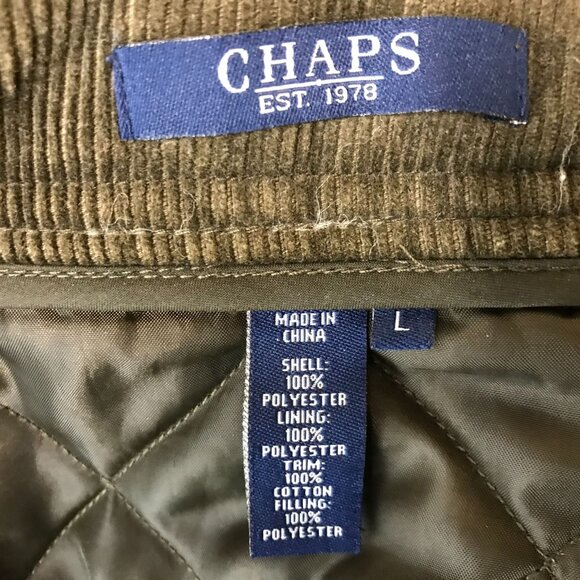 CHAPS
EST. 1978
MADE IN
CHINA
L
SHELL:
100%
POLYESTER
LINING:
100%
POLYESTER
TRIM:
100%
COTTON
FILLING:
100%
POLYESTER